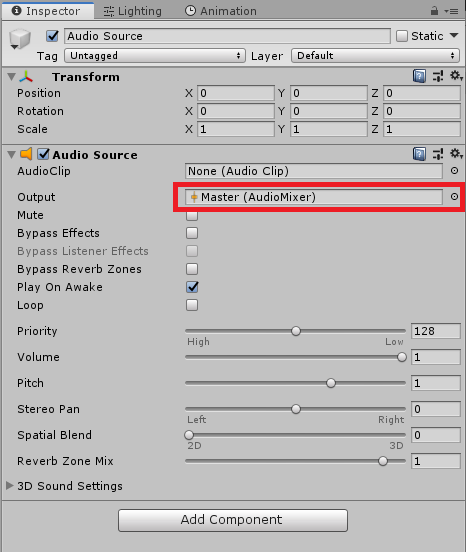 Inspector Lighting Animation
Audio Source Static
Tag Untagged Layer Default
Transform
Position X 0 Y 0 Z 0
Rotation X 0 Y 0 Z 0
Scale X 1 Y 1 Z 1
Audio Source
AudioClip None (Audio Clip)
Output Master (AudioMixer)
Mute
Bypass Effects
Bypass Listener Effects
Bypass Reverb Zones
Play On Awake
Loop
Priority 128
High Low
Volume 1
Pitch 1
Stereo Pan 0
Left Right
Spatial Blend 0
2D 3D
Reverb Zone Mix 1
3D Sound Settings
Add Component